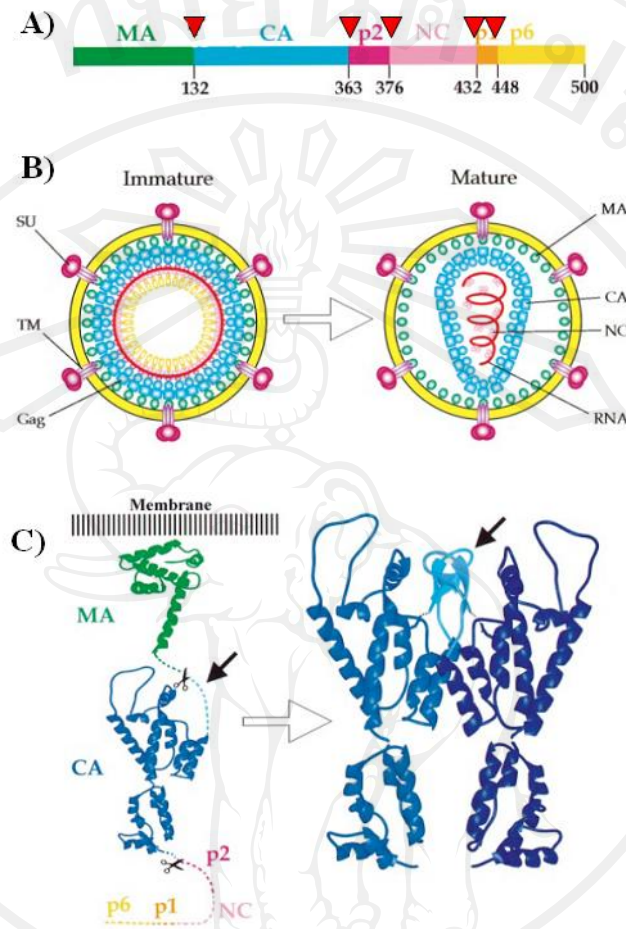 A)
MA CA p2 NC p6
132 363 376 432 448 500
B)
Immature Mature
SU
MA
CA
TM
NC
Gag
RNA
Membrane
C)
MA
CA
p2
p6 p1 NC